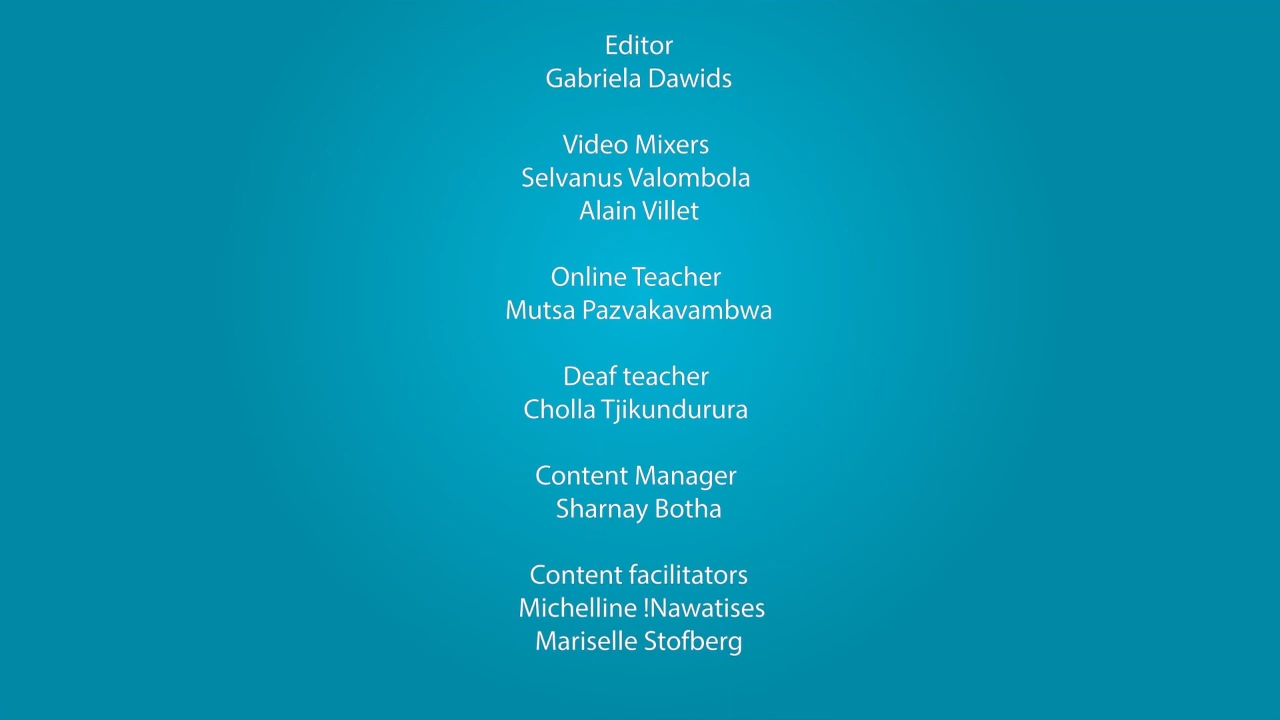 Editor
Gabriela Dawids
Video Mixers
Selvanus Valombola
Alain Villet
Online Teacher
Mutsa Pazvakavambwa
Deaf teacher
Cholla Tjikundurura
Content Manager
Sharnay Botha
Content facilitators
Michelline !Nawatises
Mariselle Stofberg